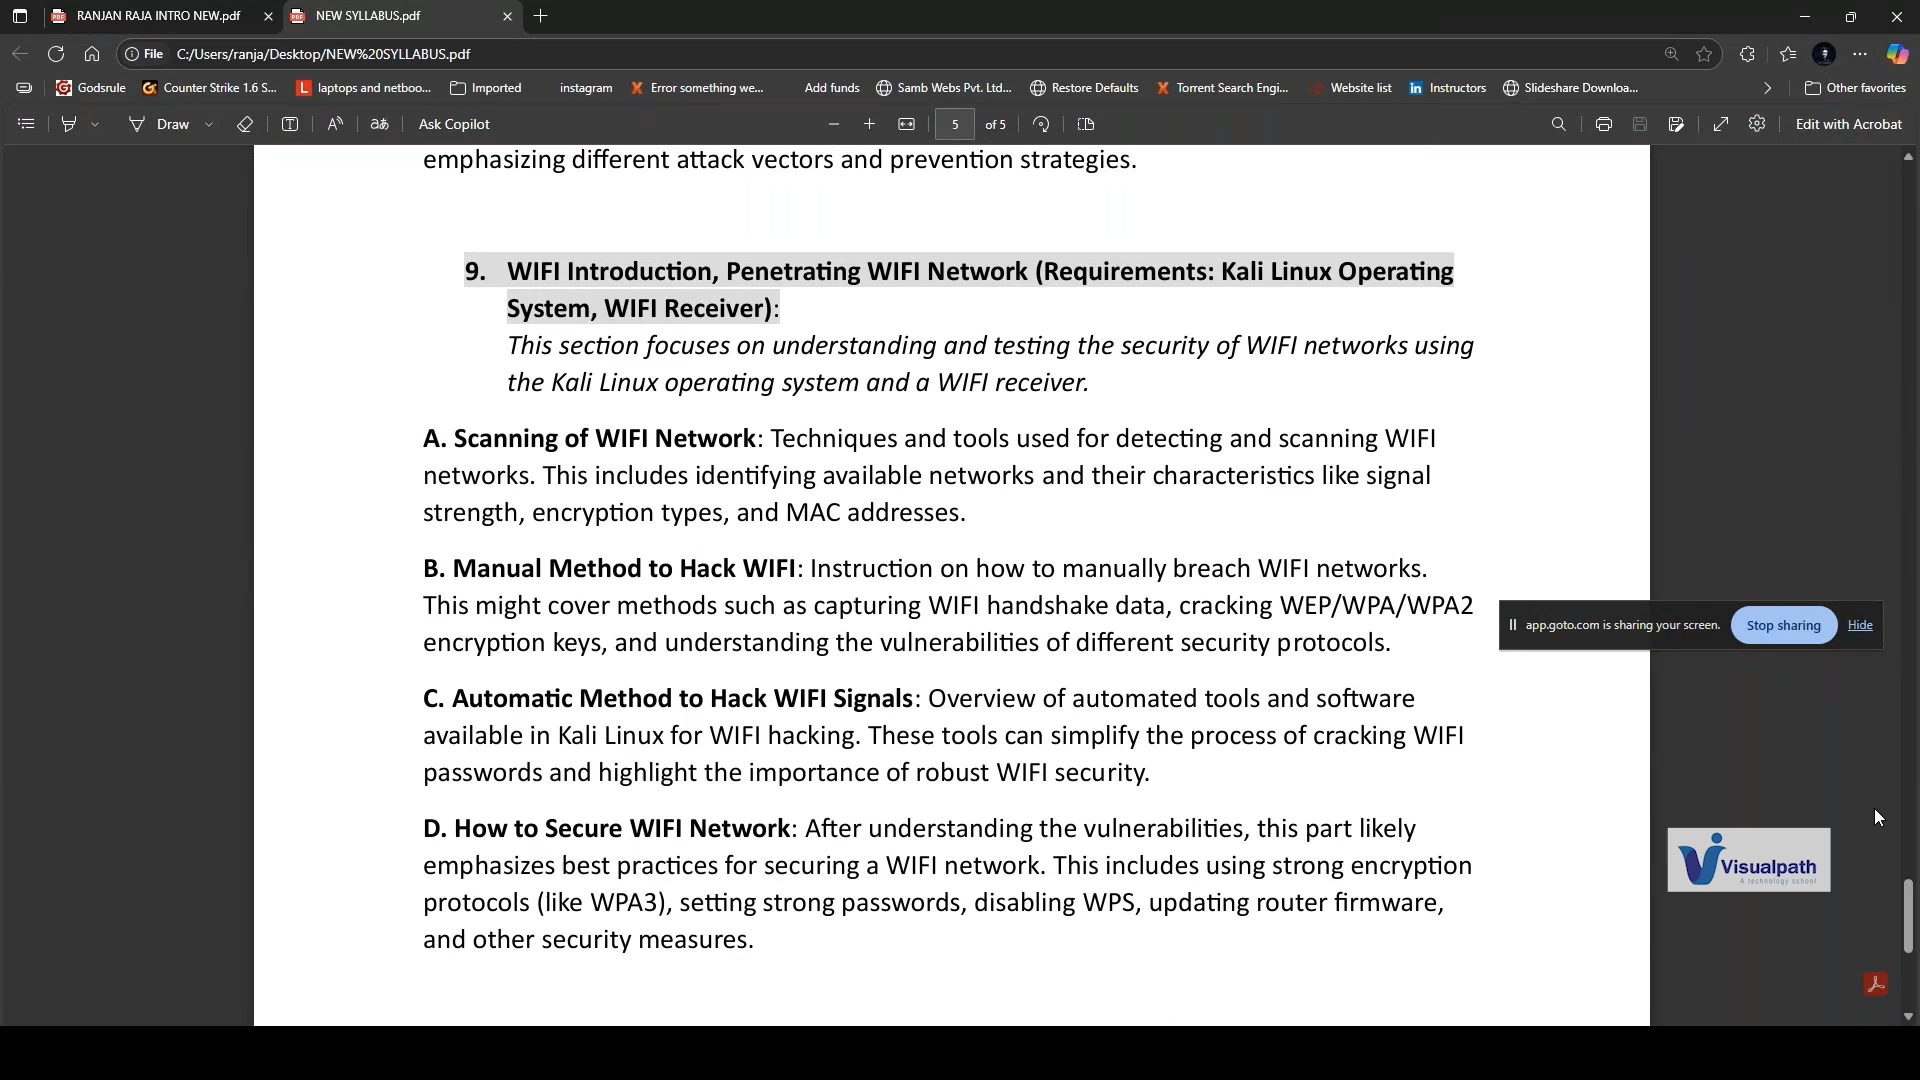 RANJAN RAJA INTRO NEW.pdf
NEW SYLLABUS.pdf
File
C:/Users/ranja/Desktop/NEW%20SYLLABUS.pdf
Godsrule
Counter Strike 1.6 S...
laptops and netboo...
Imported
instagram
Error something we...
Add funds
Samb Webs Pvt. Ltd...
Restore Defaults
Torrent Search Engi...
Website list
Instructors
Slideshare Downloa...
Other favorites
Draw
aあ
Ask Copilot
5
of 5
Edit with Acrobat
emphasizing different attack vectors and prevention strategies.
9. WIFI Introduction, Penetrating WIFI Network (Requirements: Kali Linux Operating
System, WIFI Receiver):
This section focuses on understanding and testing the security of WIFI networks using
the Kali Linux operating system and a WIFI receiver.
A. Scanning of WIFI Network: Techniques and tools used for detecting and scanning WIFI
networks. This includes identifying available networks and their characteristics like signal
strength, encryption types, and MAC addresses.
B. Manual Method to Hack WIFI: Instruction on how to manually breach WIFI networks.
This might cover methods such as capturing WIFI handshake data, cracking WEP/WPA/WPA2
encryption keys, and understanding the vulnerabilities of different security protocols.
app.goto.com is sharing your screen.
Stop sharing
Hide
C. Automatic Method to Hack WIFI Signals: Overview of automated tools and software
available in Kali Linux for WIFI hacking. These tools can simplify the process of cracking WIFI
passwords and highlight the importance of robust WIFI security.
D. How to Secure WIFI Network: After understanding the vulnerabilities, this part likely
emphasizes best practices for securing a WIFI network. This includes using strong encryption
protocols (like WPA3), setting strong passwords, disabling WPS, updating router firmware,
and other security measures.
Visualpath
A technology school